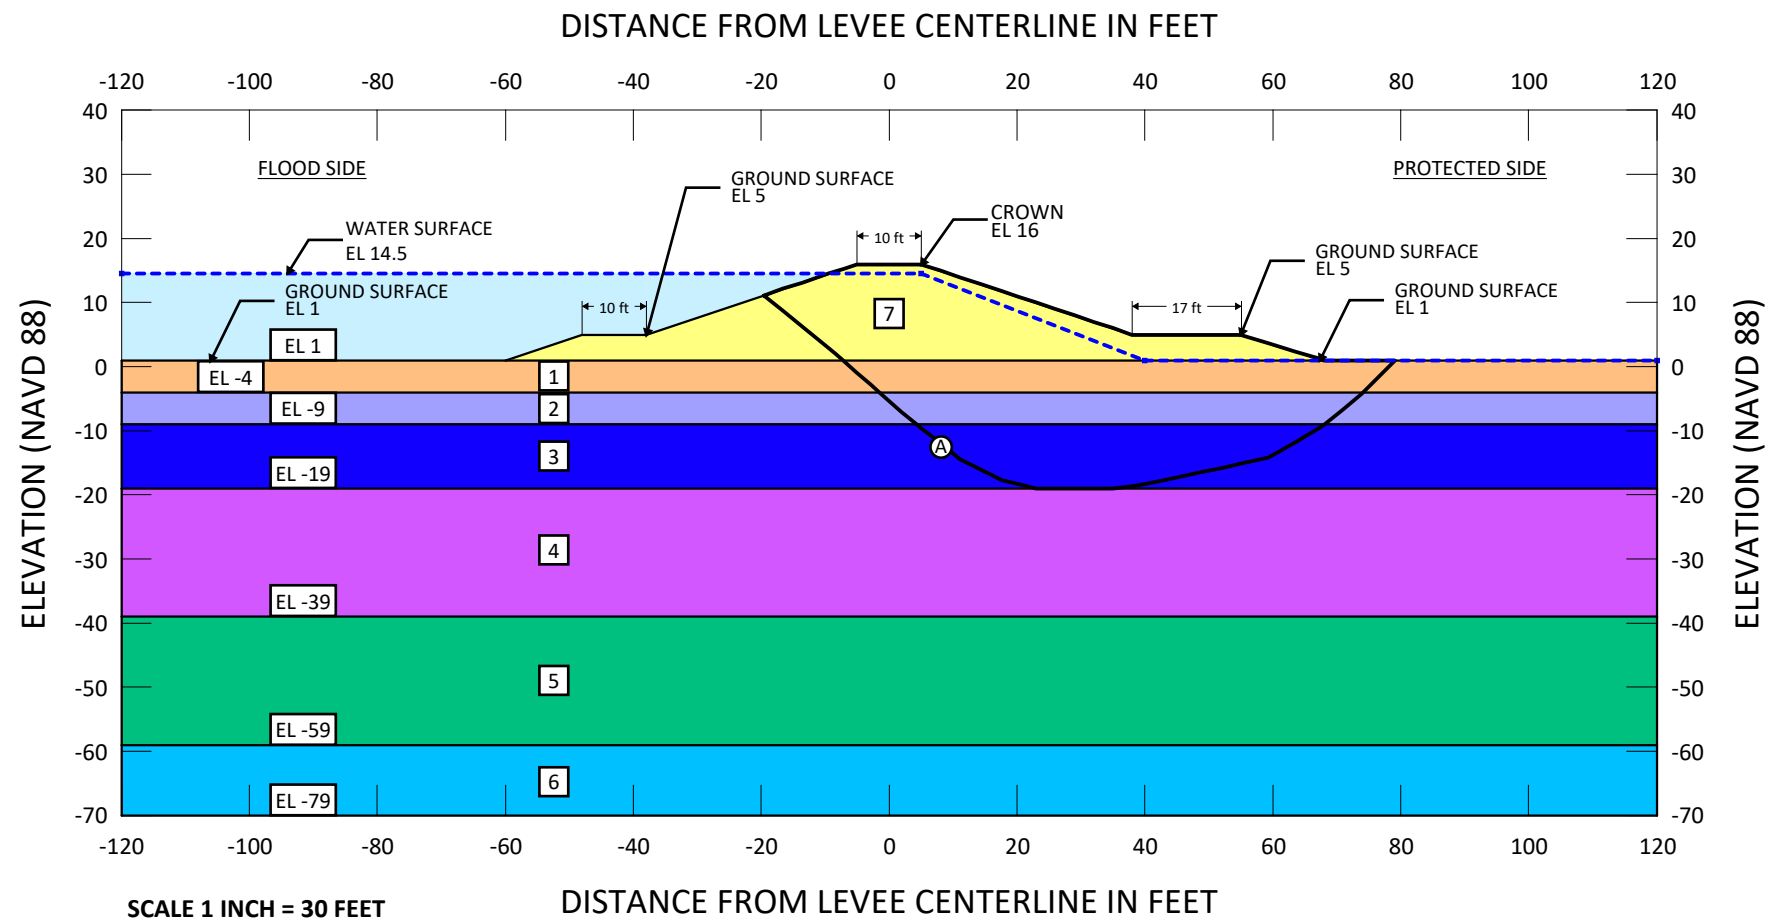 DISTANCE FROM LEVEE CENTERLINE IN FEET
-120 -100 -80 -60 -40 -20 0 20 40 60 80 100 120
40 40
30 30
20 20
10 10
0 0
-10 -10
-20 -20
-30 -30
-40 -40
-50 -50
-60 -60
-70 -70
ELEVATION (NAVD 88)
ELEVATION (NAVD 88)
FLOOD SIDE
PROTECTED SIDE
GROUND SURFACE
EL 5
CROWN
EL 16
WATER SURFACE
EL 14.5
GROUND SURFACE
EL 1
GROUND SURFACE
EL 5
GROUND SURFACE
EL 1
10 ft
10 ft
17 ft
7
EL 1
EL -4
1
EL -9
2
A
3
EL -19
4
EL -39
5
EL -59
6
EL -79
-120 -100 -80 -60 -40 -20 0 20 40 60 80 100 120
SCALE 1 INCH = 30 FEET
DISTANCE FROM LEVEE CENTERLINE IN FEET